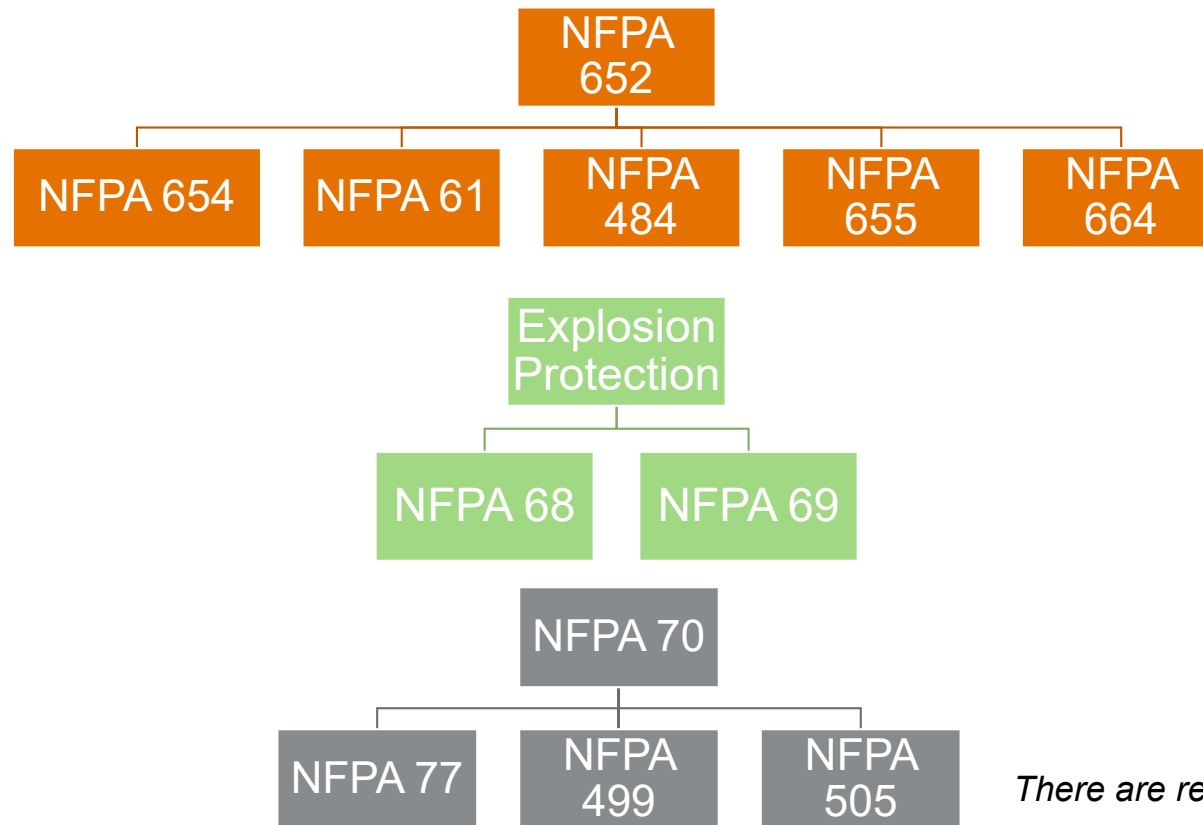 NFPA
652
NFPA 654
NFPA 61
NFPA
484
NFPA
655
NFPA
664
Explosion
Protection
NFPA 68
NFPA 69
NFPA 70
NFPA 77
NFPA
499
NFPA
505
There are re